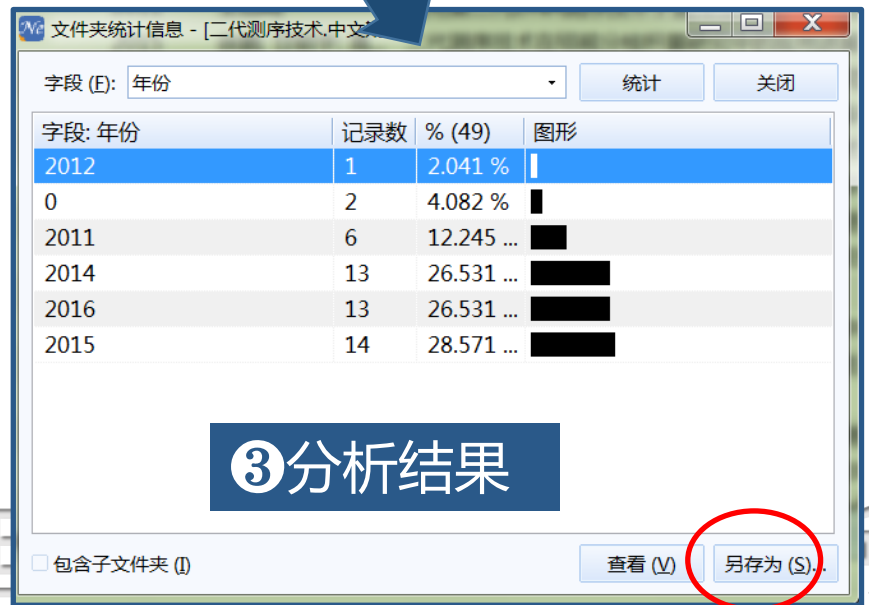 Ne 文件夹统计信息 - [二代测序技术.中文
字段 (F): 年份 统计 关闭
字段: 年份 记录数 % (49) 图形
2012 1 2.041 %
0 2 4.082 %
2011 6 12.245 ...
2014 13 26.531 ...
2016 13 26.531 ...
2015 14 28.571 ...
❸分析结果
包含子文件夹 (I) 查看 (V) 另存为 (S)...